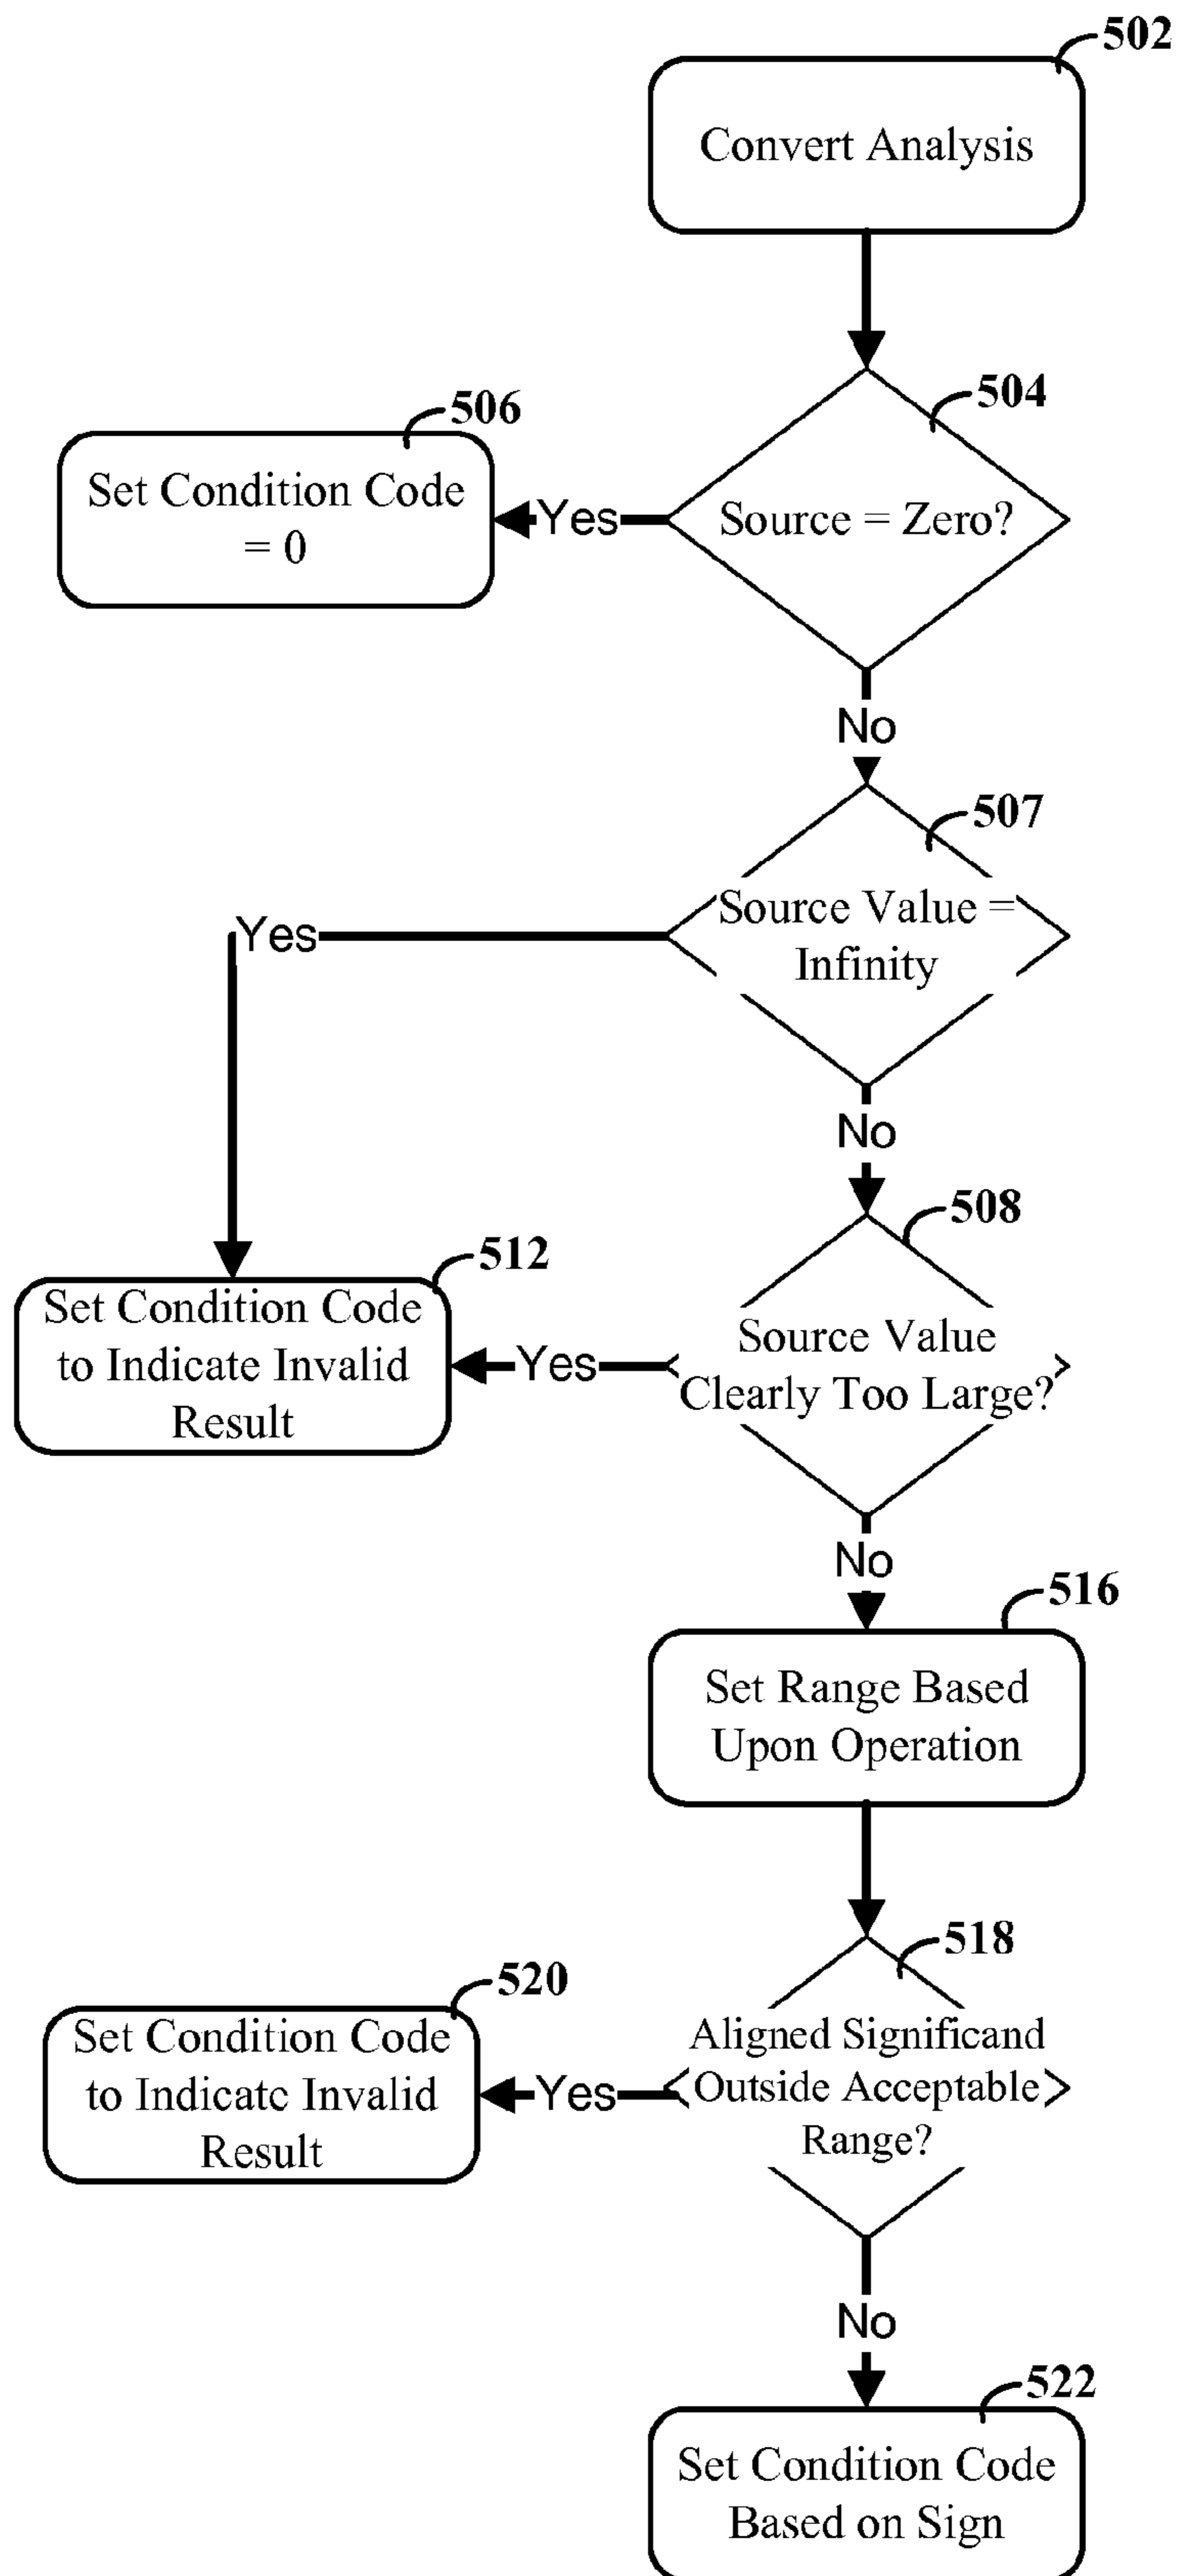 502
Convert Analysis
504
506
Set Condition Code
= 0
Yes
Source = Zero?
No
507
Source Value =
Infinity
Yes
No
508
512
Set Condition Code
to Indicate Invalid
Result
Yes
Source Value
Clearly Too Large?
No
516
Set Range Based
Upon Operation
518
520
Set Condition Code
to Indicate Invalid
Result
Yes
Aligned Significand
Outside Acceptable
Range?
No
522
Set Condition Code
Based on Sign